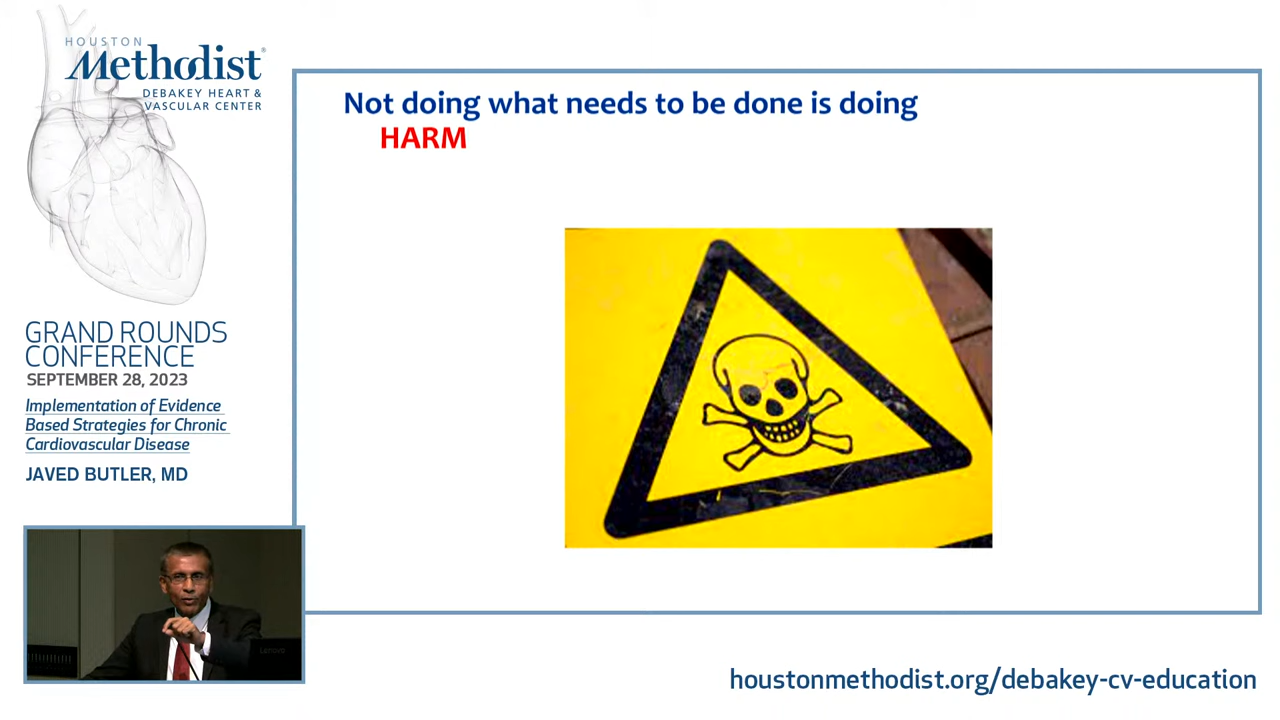 HOUSTON
Methodist®
DEBAKEY HEART &
VASCULAR CENTER
GRAND ROUNDS
CONFERENCE
SEPTEMBER 28, 2023
Implementation of Evidence
Based Strategies for Chronic
Cardiovascular Disease
JAVED BUTLER, MD
Not doing what needs to be done is doing
HARM
Lenovo
houstonmethodist.org/debakey-cv-education